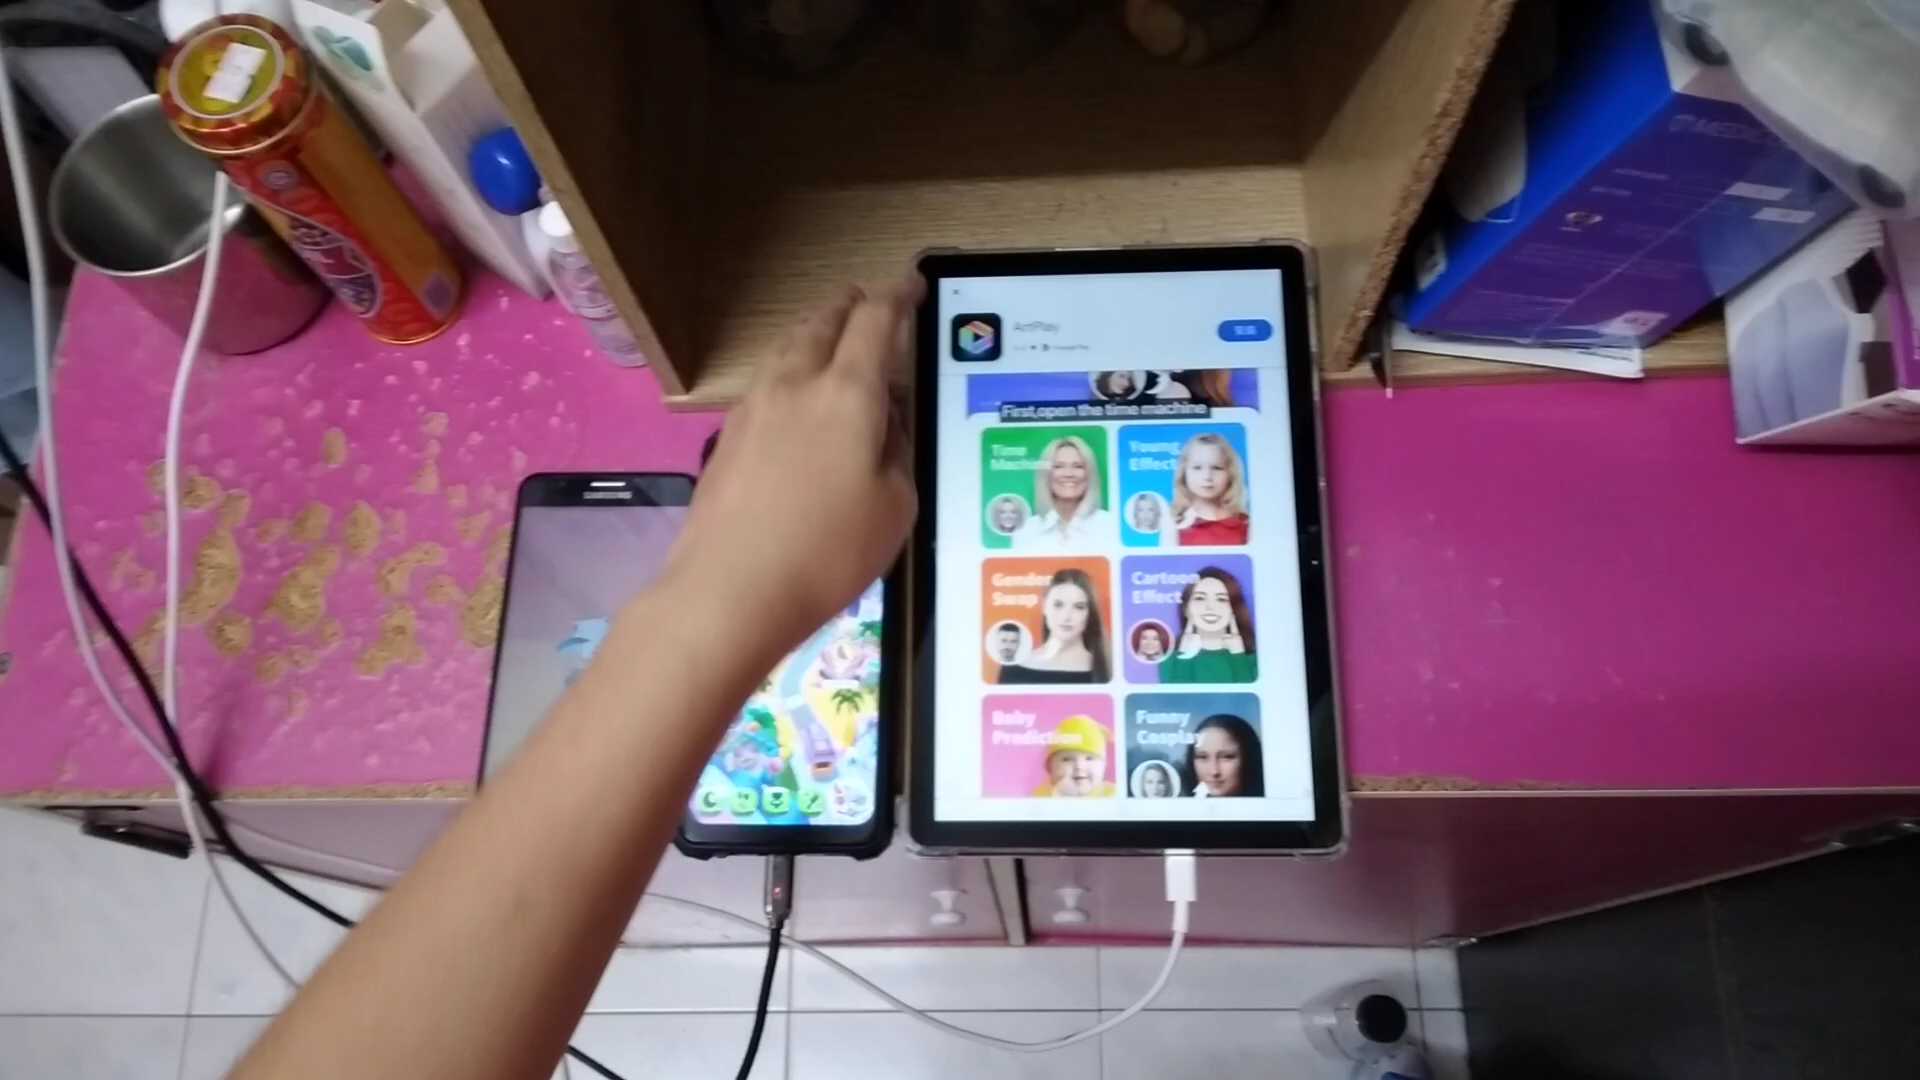 MEDIC
ArtPlay
First,open the time machine
Time
Machine
Young
Effect
SAMSUNG
Gender
Swap
Cartoon
Effect
Baby
Prediction
Funny
Cosplay